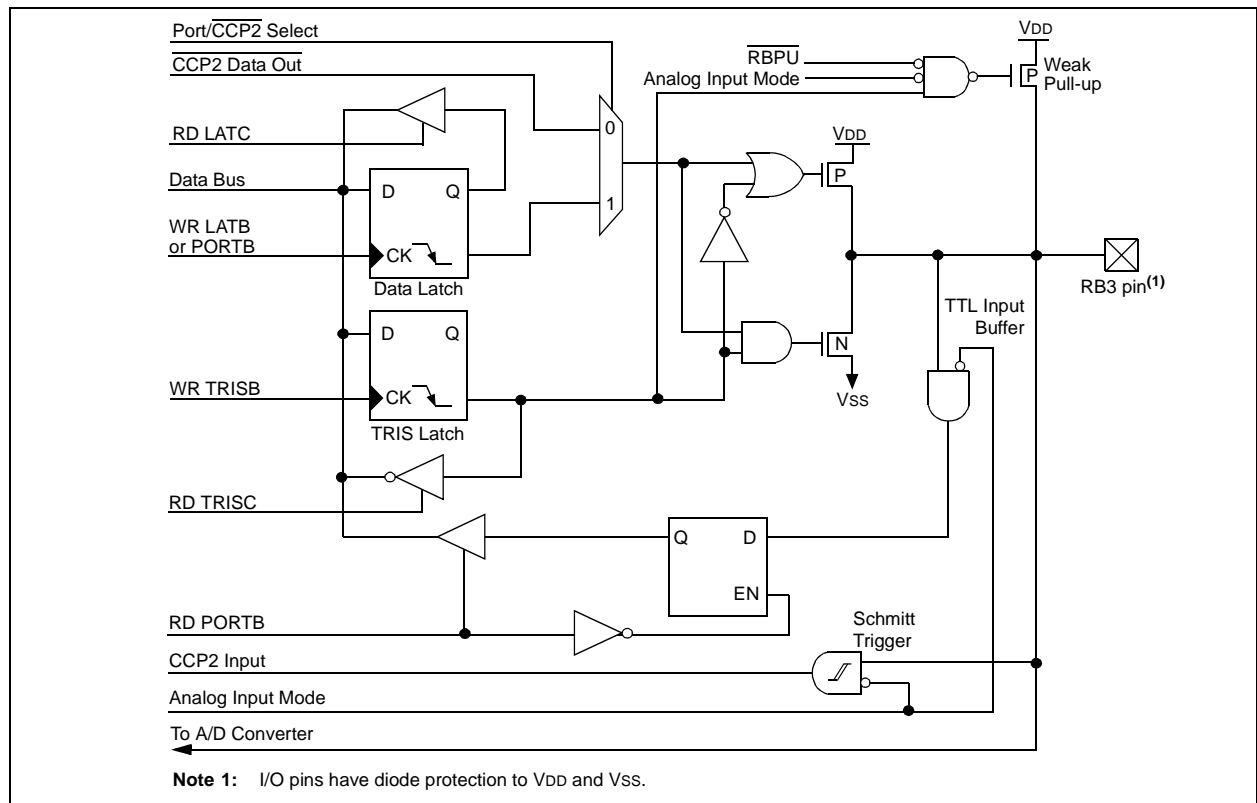 Port/CCP2 Select
CCP2 Data Out
RBPU
Analog Input Mode
VDD
Weak
Pull-up
P
RD LATC
0
VDD
P
Data Bus
D Q
WR LATB
or PORTB
CK
1
Data Latch
RB3 pin(1)
TTL Input
Buffer
D Q
N
WR TRISB
CK
VSS
TRIS Latch
RD TRISC
Q D
EN
RD PORTB
Schmitt
Trigger
CCP2 Input
Analog Input Mode
To A/D Converter
Note 1: I/O pins have diode protection to VDD and VSS.